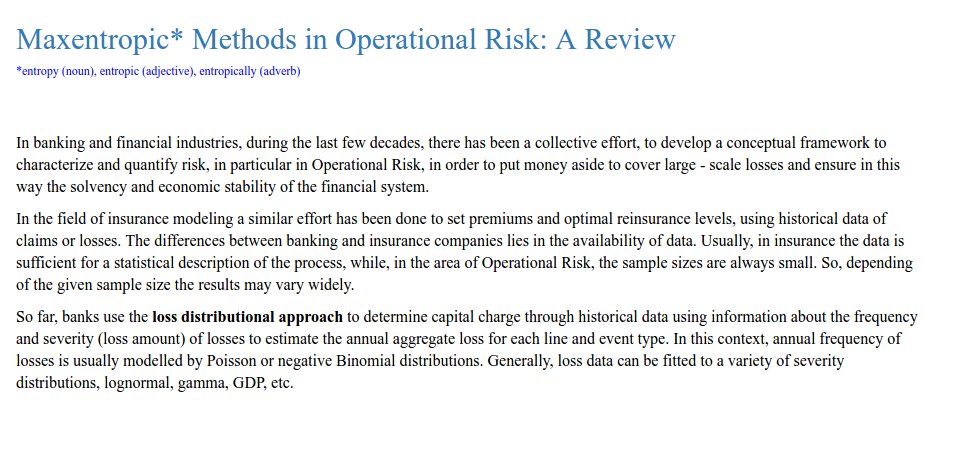 Maxentropic* Methods in Operational Risk: A Review
*entropy (noun), entropic (adjective), entropically (adverb)
In banking and financial industries, during the last few decades, there has been a collective effort, to develop a conceptual framework to
characterize and quantify risk, in particular in Operational Risk, in order to put money aside to cover large - scale losses and ensure in this
way the solvency and economic stability of the financial system.
In the field of insurance modeling a similar effort has been done to set premiums and optimal reinsurance levels, using historical data of
claims or losses. The differences between banking and insurance companies lies in the availability of data. Usually, in insurance the data is
sufficient for a statistical description of the process, while, in the area of Operational Risk, the sample sizes are always small. So, depending
of the given sample size the results may vary widely.
So far, banks use the loss distributional approach to determine capital charge through historical data using information about the frequency
and severity (loss amount) of losses to estimate the annual aggregate loss for each line and event type. In this context, annual frequency of
losses is usually modelled by Poisson or negative Binomial distributions. Generally, loss data can be fitted to a variety of severity
distributions, lognormal, gamma, GDP, etc.